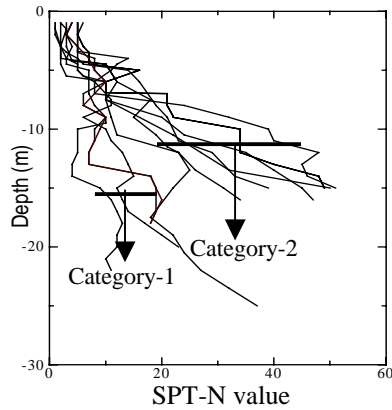 0
-10
-20
-30
Depth (m)
Category-2
Category-1
0 20 40 60
SPT-N value